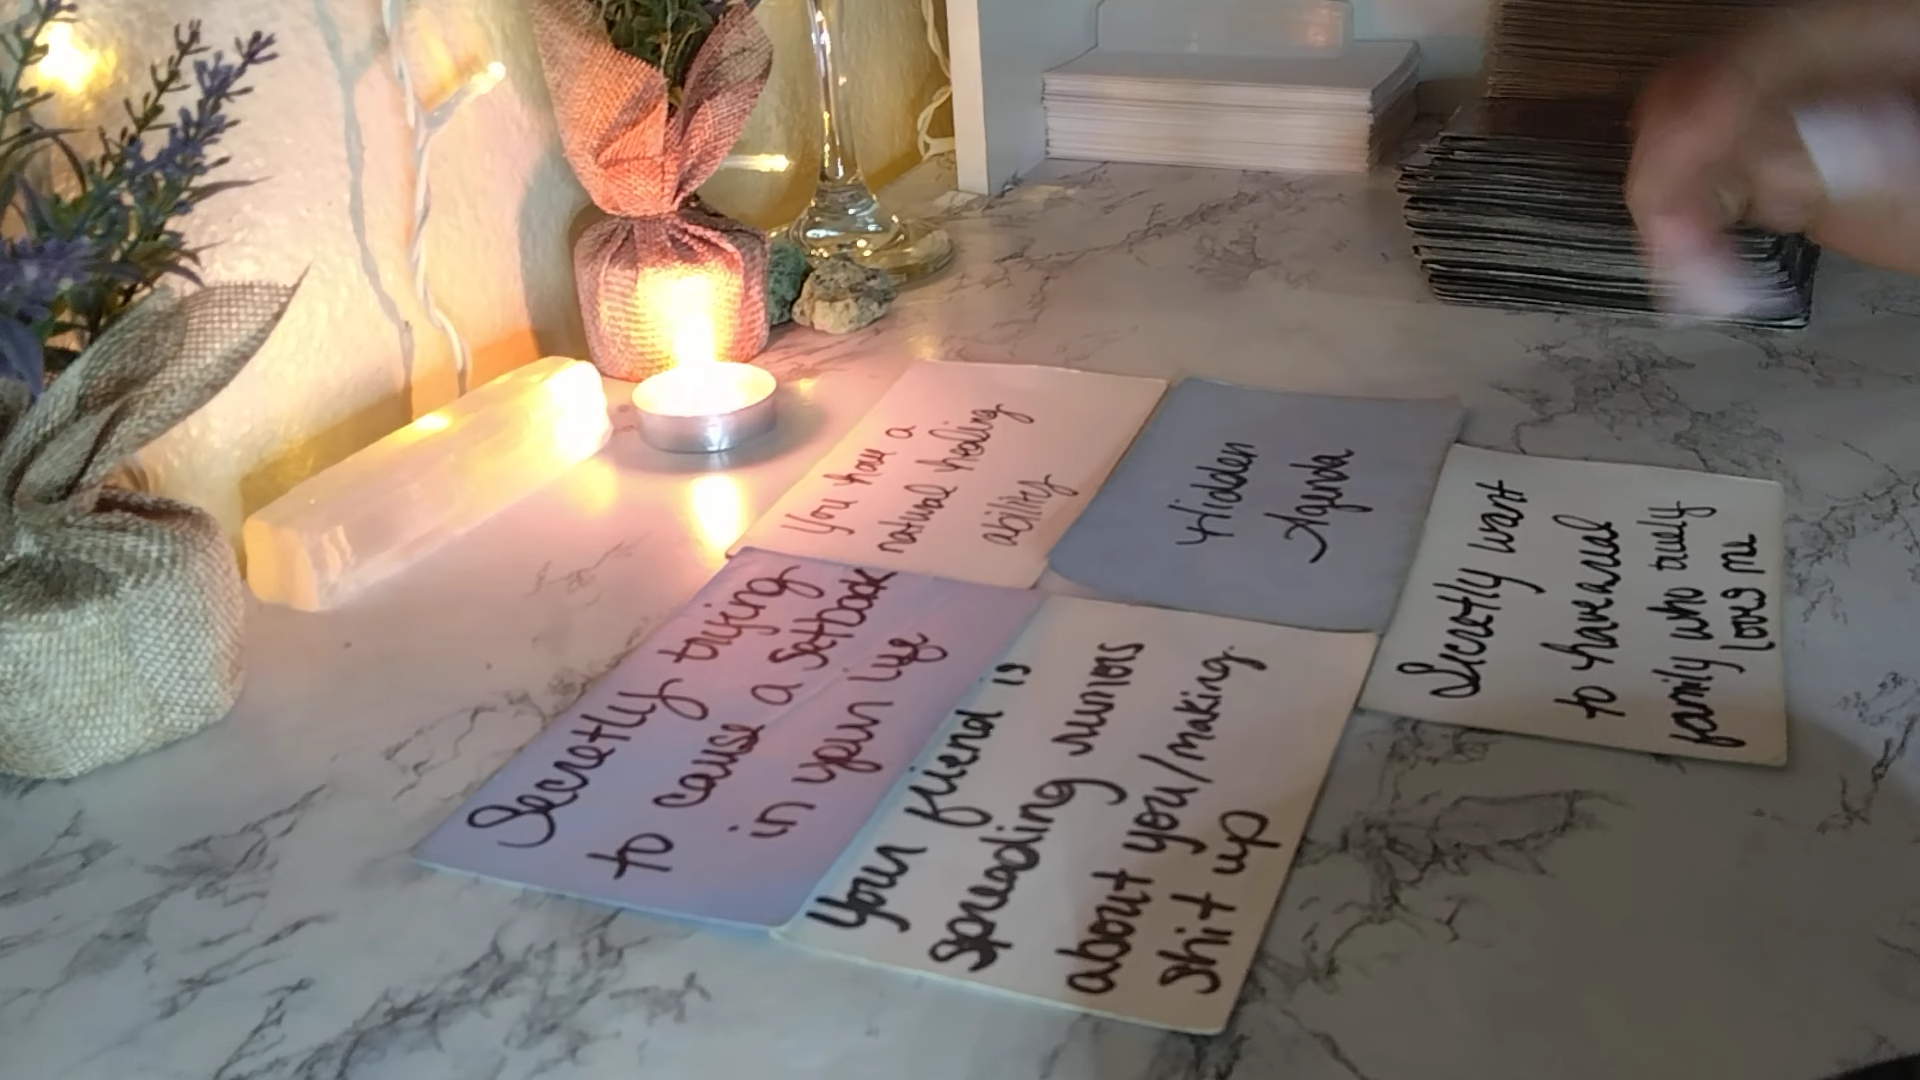 You have a
natural healing
ability
Hidden
Agenda
Secretly want
to have a real
family who truly
loves me
Secretly trying
to cause a setback
in your life
Your friend is
spreading rumors
about you/making
shit up